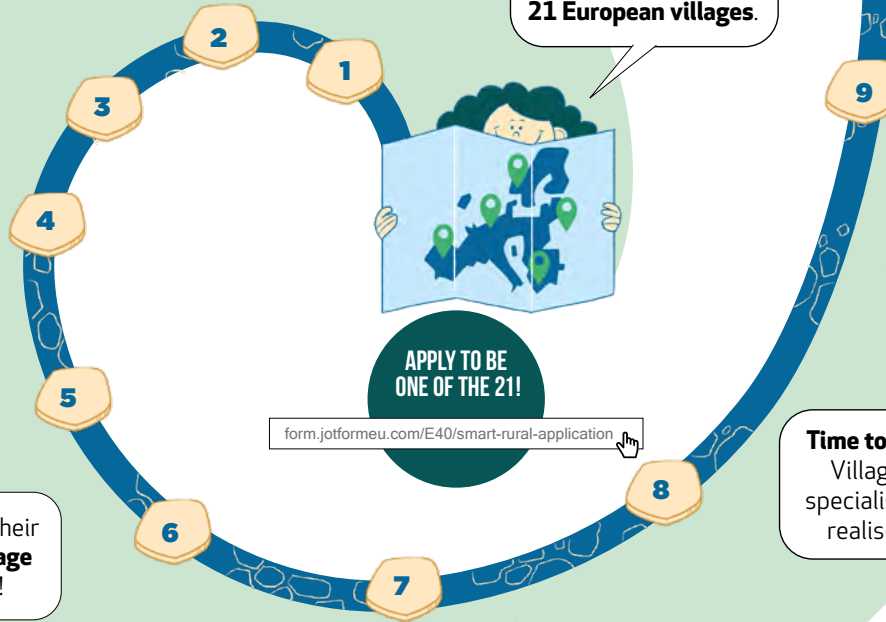 21 European villages.
2
1
3
9
4
APPLY TO BE
ONE OF THE 21!
5
form.jotformeu.com/E40/smart-rural-application
Time to
Villag
specialis
realis
8
heir
age
!
6
7